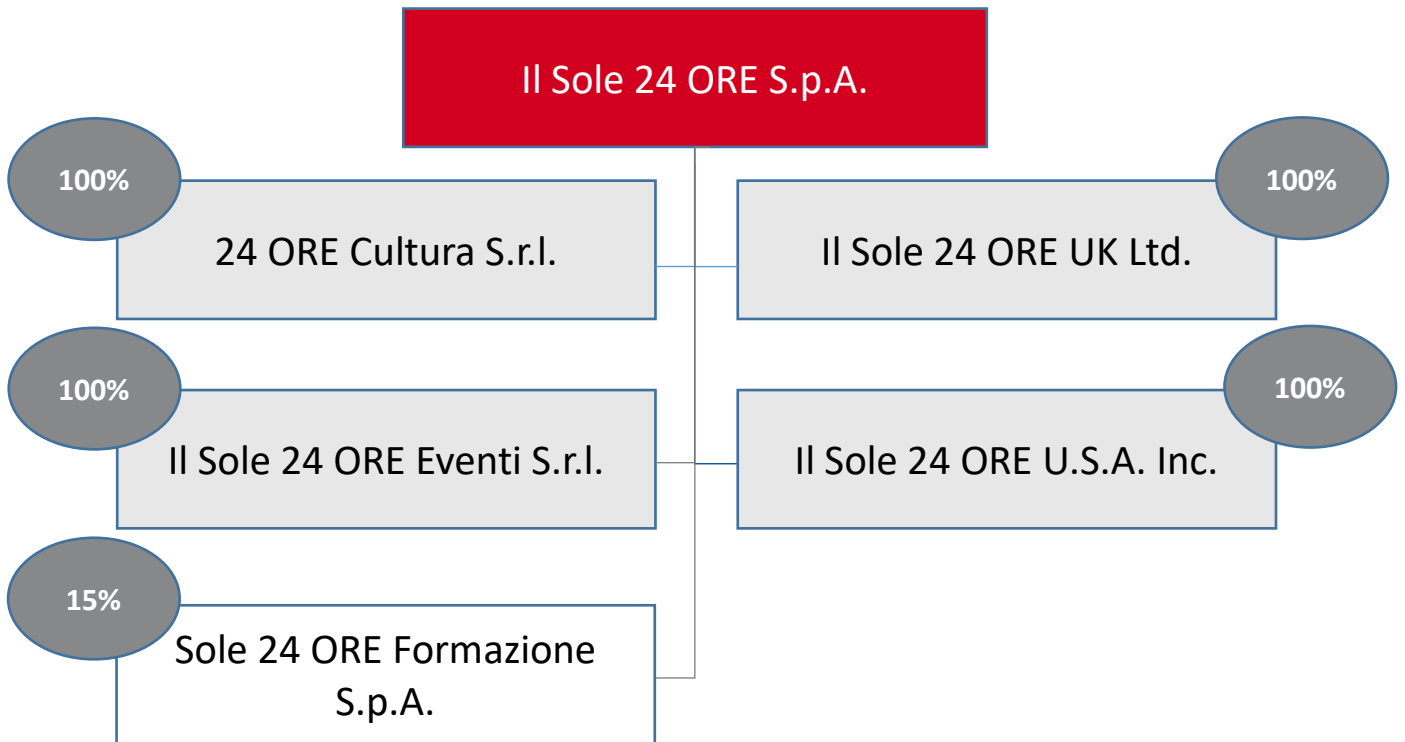 Il Sole 24 ORE S.p.A.
100%
24 ORE Cultura S.r.l.
100%
Il Sole 24 ORE UK Ltd.
100%
Il Sole 24 ORE Eventi S.r.l.
100%
Il Sole 24 ORE U.S.A. Inc.
15%
Sole 24 ORE Formazione
S.p.A.